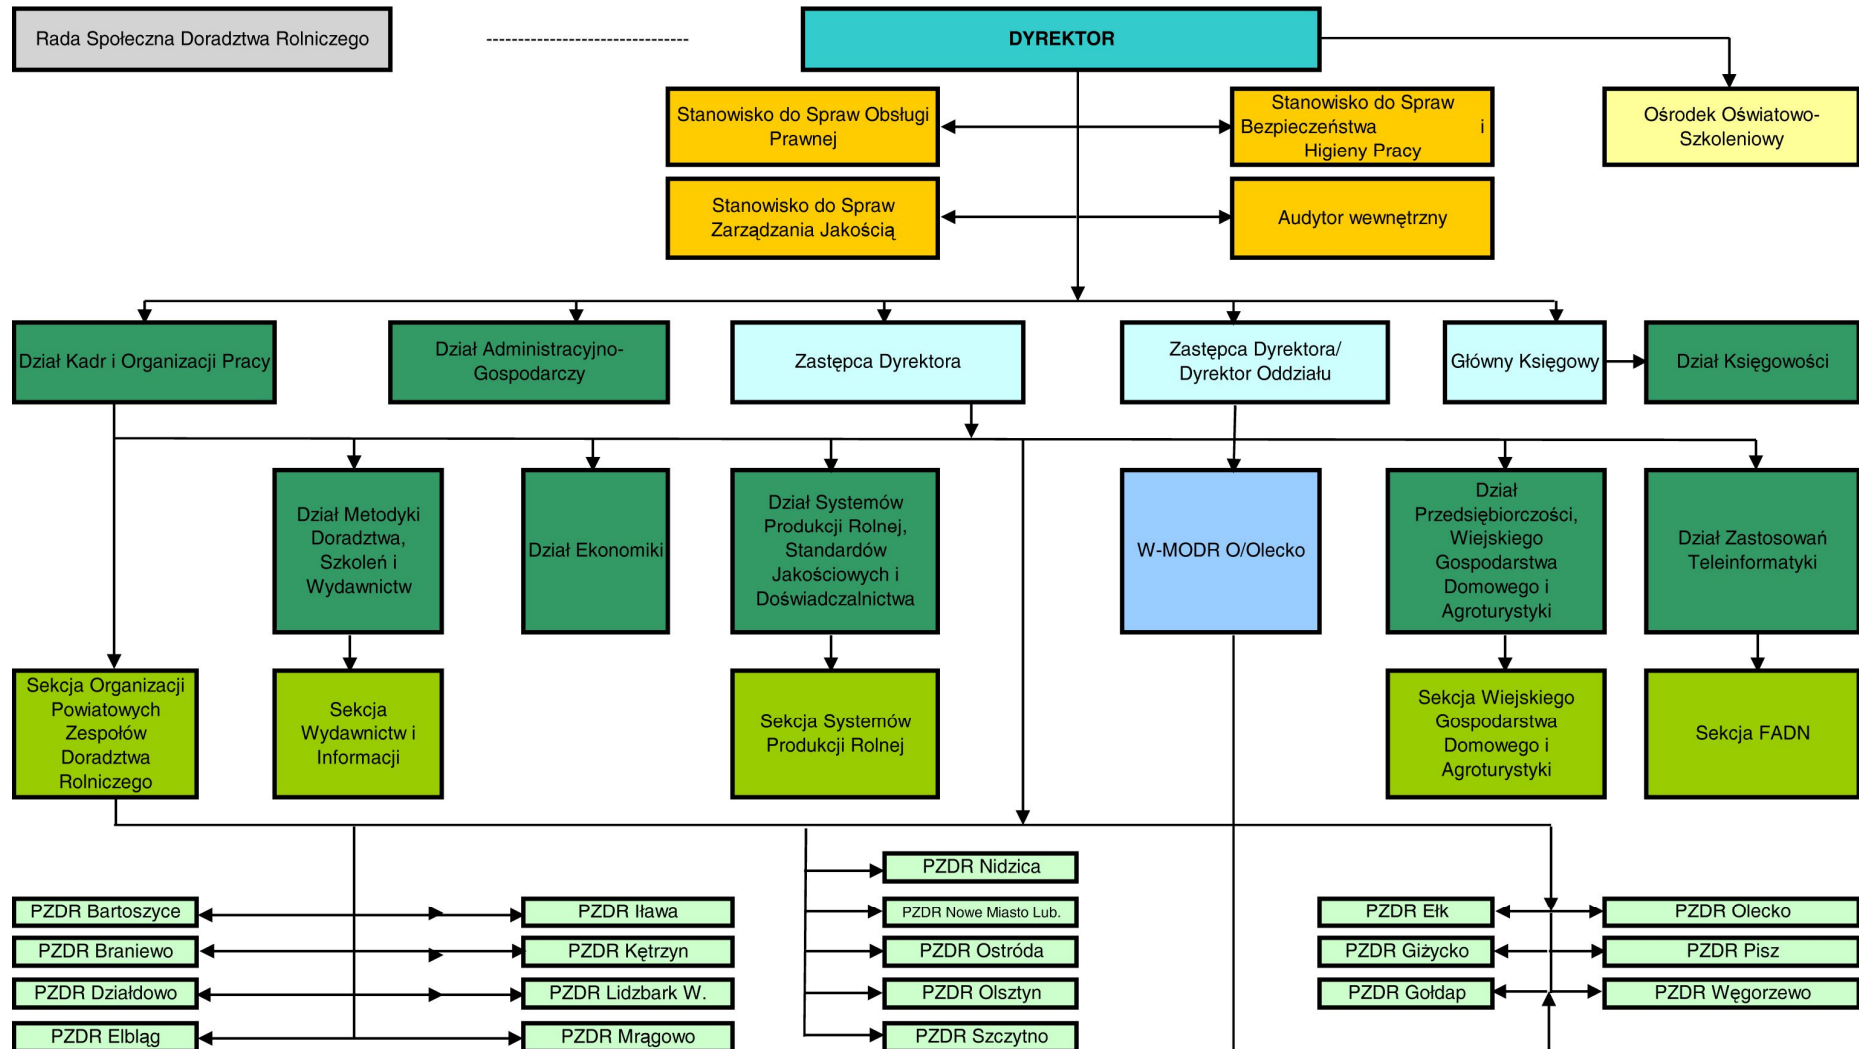 Rada Społeczna Doradztwa Rolniczego
DYREKTOR
Stanowisko do Spraw Obsługi
Prawnej
Stanowisko do Spraw
Bezpieczeństwa i
Higieny Pracy
Ośrodek Oświatowo-
Szkoleniowy
Stanowisko do Spraw
Zarządzania Jakością
Audytor wewnętrzny
Dział Kadr i Organizacji Pracy
Dział Administracyjno-
Gospodarczy
Zastępca Dyrektora
Zastępca Dyrektora/
Dyrektor Oddziału
Główny Księgowy
Dział Księgowości
Dział Metodyki
Doradztwa,
Szkoleń i
Wydawnictw
Dział Ekonomiki
Dział Systemów
Produkcji Rolnej,
Standardów
Jakościowych i
Doświadczalnictwa
W-MODR O/Olecko
Dział
Przedsiębiorczości,
Wiejskiego
Gospodarstwa
Domowego i
Agroturystyki
Dział Zastosowań
Teleinformatyki
Sekcja Organizacji
Powiatowych
Zespołów
Doradztwa
Rolniczego
Sekcja
Wydawnictw i
Informacji
Sekcja Systemów
Produkcji Rolnej
Sekcja Wiejskiego
Gospodarstwa
Domowego i
Agroturystyki
Sekcja FADN
PZDR Bartoszyce
PZDR Braniewo
PZDR Działdowo
PZDR Elbląg
PZDR Iława
PZDR Kętrzyn
PZDR Lidzbark W.
PZDR Mrągowo
PZDR Nidzica
PZDR Nowe Miasto Lub.
PZDR Ostróda
PZDR Olsztyn
PZDR Szczytno
PZDR Ełk
PZDR Giżycko
PZDR Gołdap
PZDR Olecko
PZDR Pisz
PZDR Węgorzewo